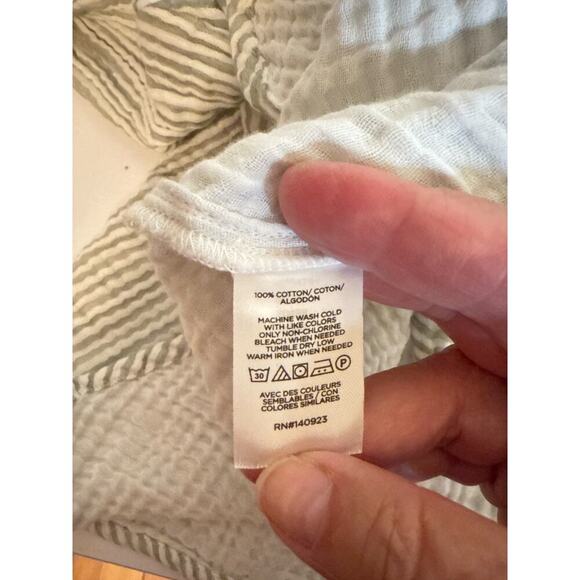 100% COTTON/ COTON/
ALGODÓN
MACHINE WASH COLD
WITH LIKE COLORS
ONLY NON-CHLORINE
BLEACH WHEN NEEDED
TUMBLE DRY LOW
WARM IRON WHEN NEEDED
30 P
AVEC DES COULEURS
SEMBLABLES / CON
COLORES SIMILARES
RN#140923